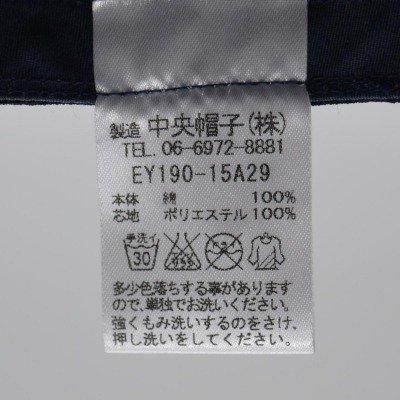 製造 中央帽子(株)
TEL. 06-6972-8881
EY190-15A29
本体 綿 100%
芯地 ポリエステル 100%
手洗イ
30
多少色落ちする事がありますので、単独でお洗いください。
強くもみ洗いするのをさけ、
押し洗いをしてください。